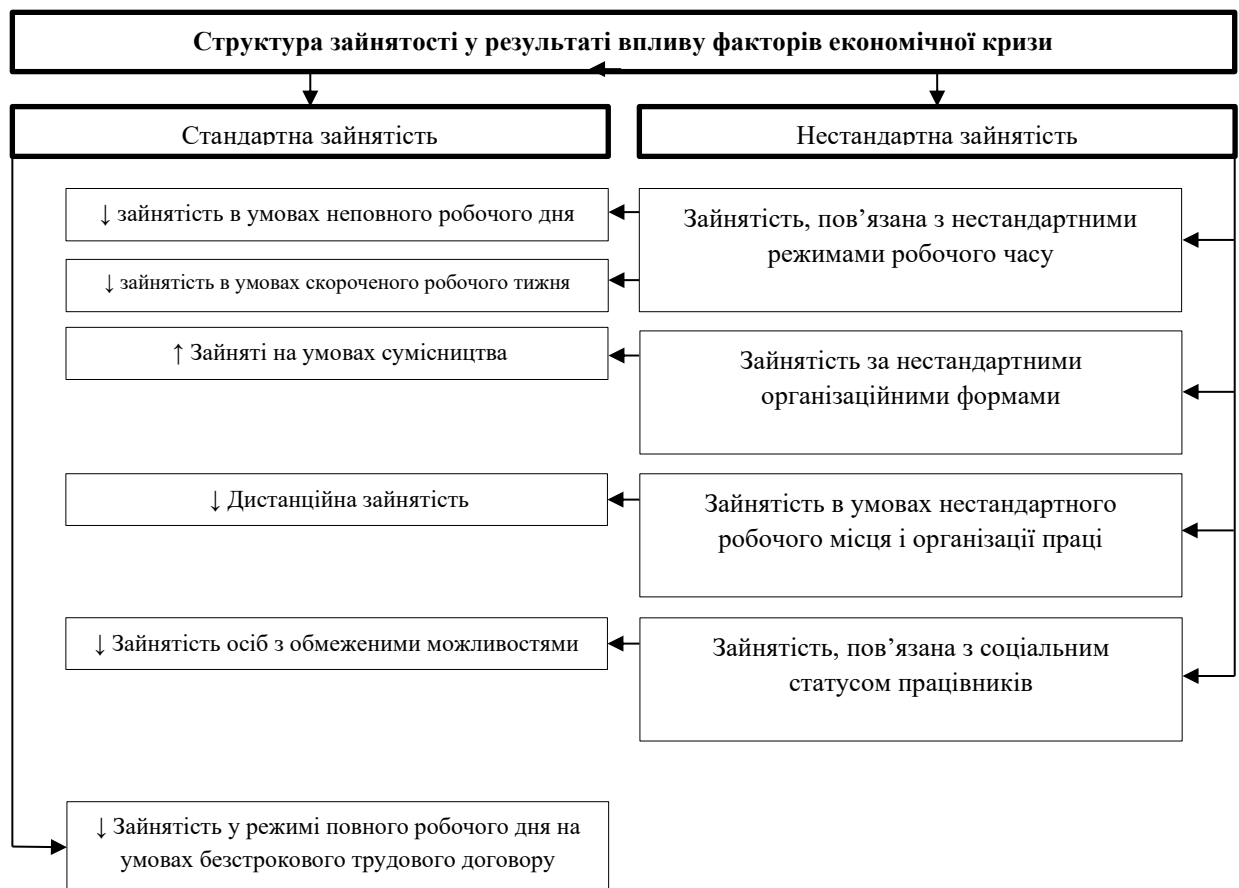 Структура зайнятості у результаті впливу факторів економічної кризи
Стандартна зайнятість
Нестандартна зайнятість
↓ зайнятість в умовах неповного робочого дня
↓ зайнятість в умовах скороченого робочого тижня
Зайнятість, пов’язана з нестандартними
режимами робочого часу
↑ Зайняті на умовах сумісництва
Зайнятість за нестандартними
організаційними формами
↓ Дистанційна зайнятість
Зайнятість в умовах нестандартного
робочого місця і організації праці
↓ Зайнятість осіб з обмеженими можливостями
Зайнятість, пов’язана з соціальним
статусом працівників
↓ Зайнятість у режимі повного робочого дня на
умовах безстрокового трудового договору